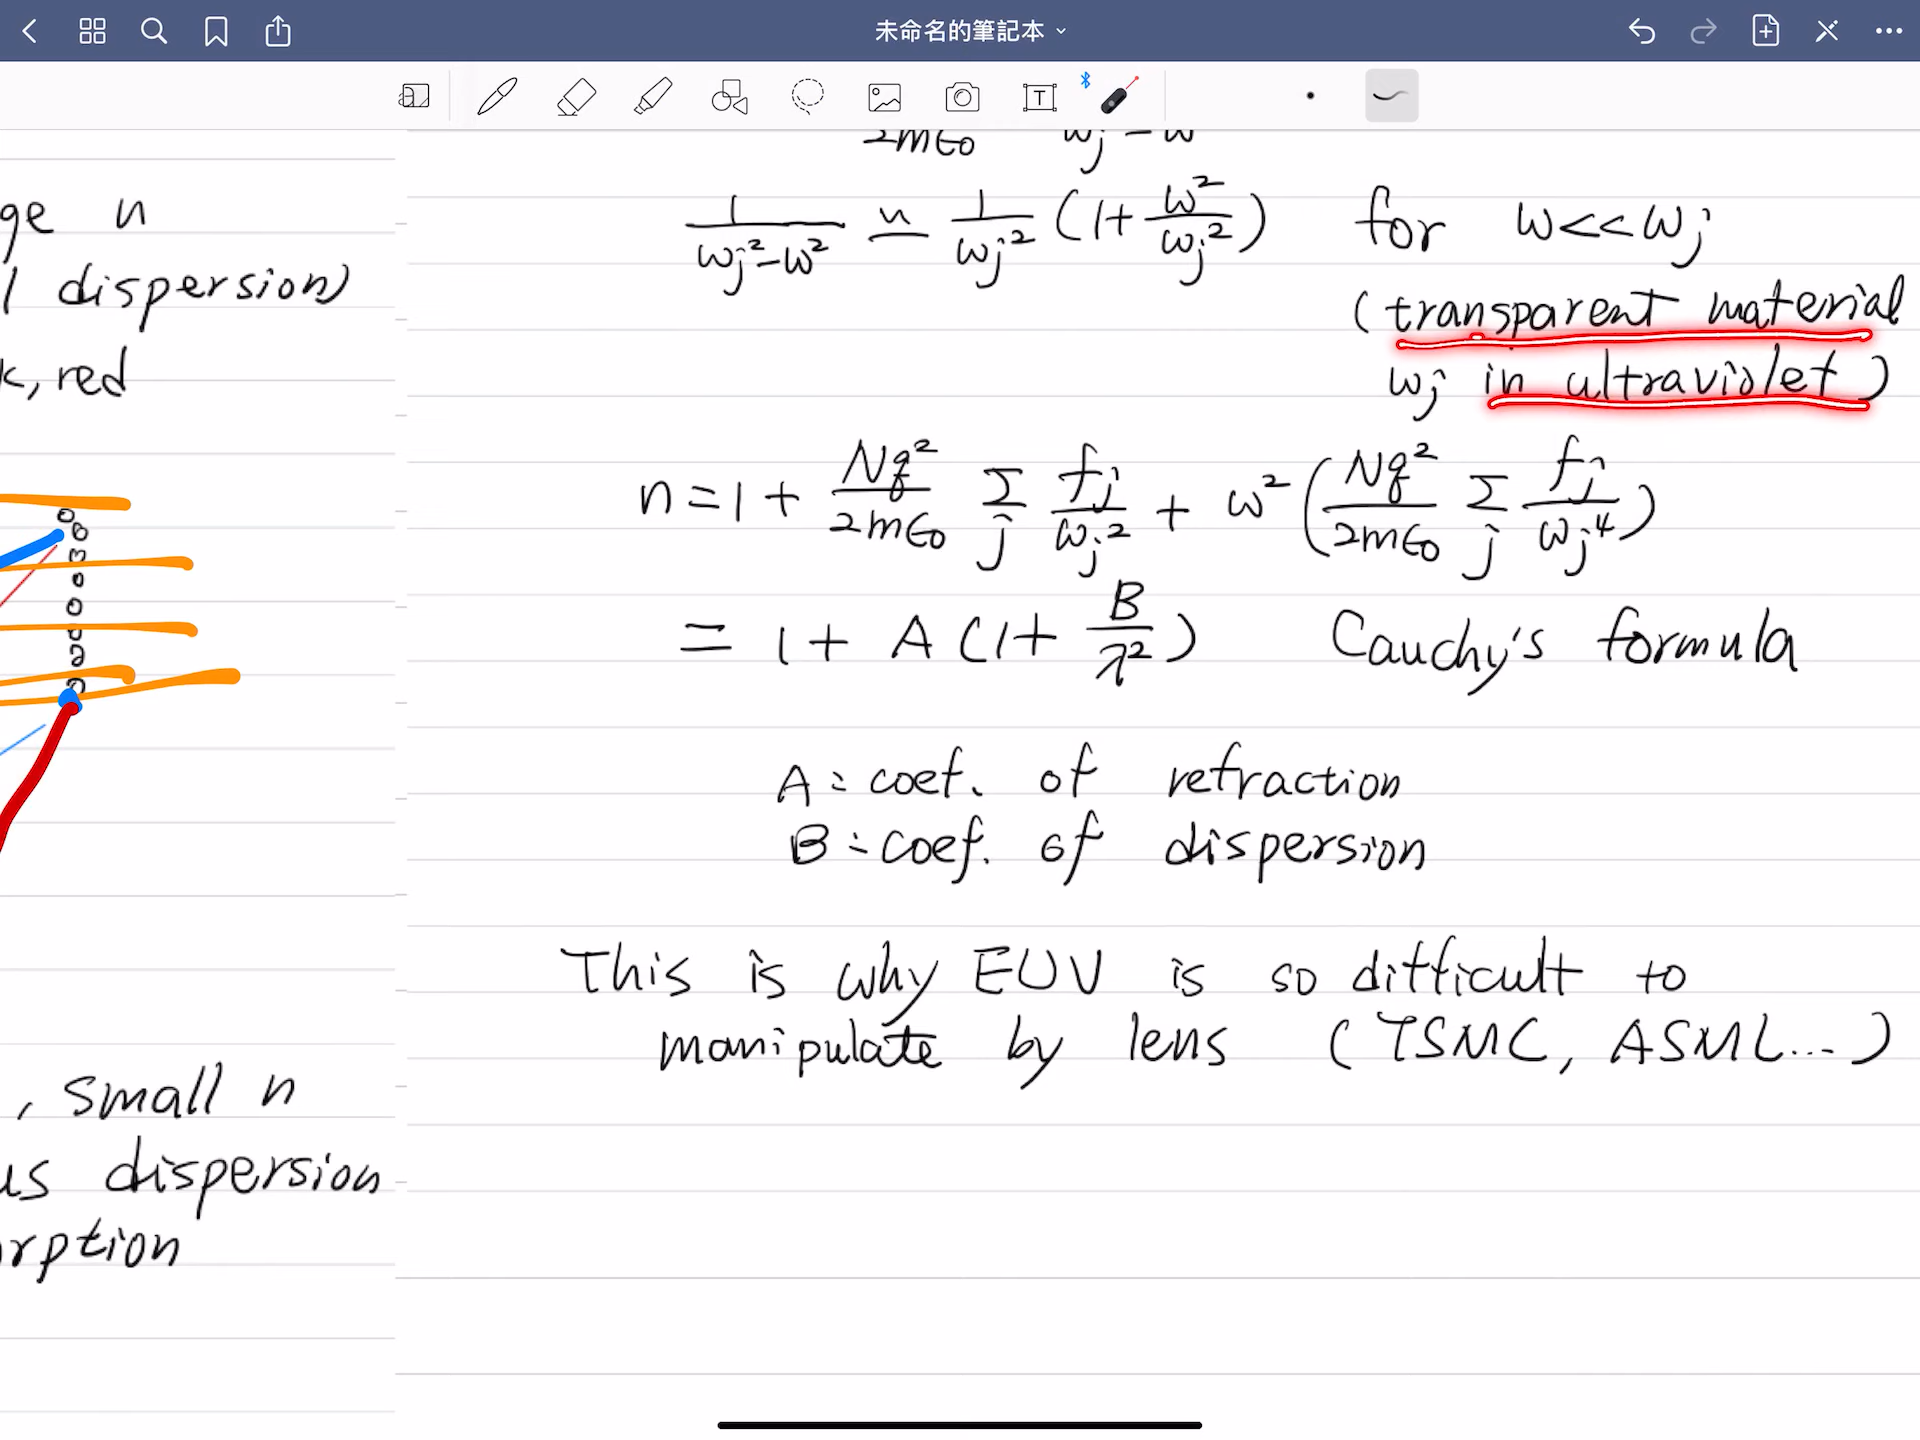 未命名的筆記本
n
dispersion)
, red
, small n
dispersion
2mϵ₀ ωj - ω
1/(ωj² - ω²) ≃ 1/ωj² (1 + ω²/ωj²) for ω << ωj
(transparent material
ωj in ultraviolet)
n = 1 + Nq²/2mϵ₀ Σj fj/ωj² + ω² (Nq²/2mϵ₀ Σj fj/ωj⁴)
= 1 + A (1 + B/λ²) Cauchy's formula
A : coef. of refraction
B : coef. of dispersion
This is why EUV is so difficult to
manipulate by lens (TSMC, ASML...)